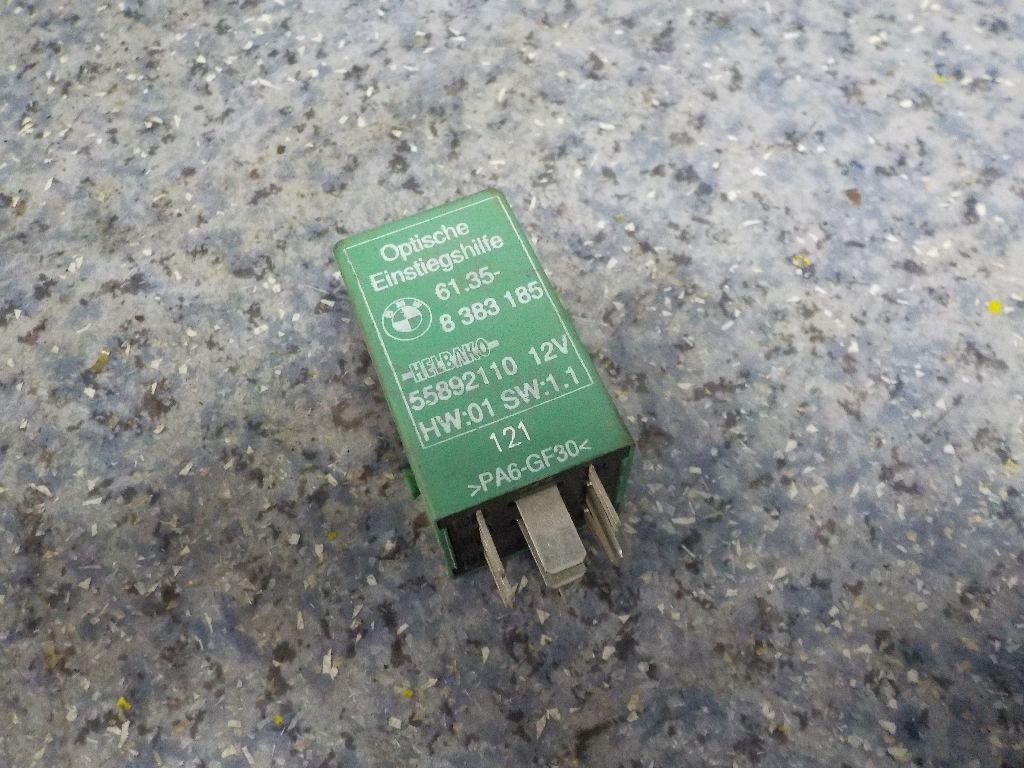 Optische
Einstiegshilfe
61.35-
8 383 185
-HELBAKO-
55892110 12V
HW:01 SW:1.1
121
>PA6-GF30<